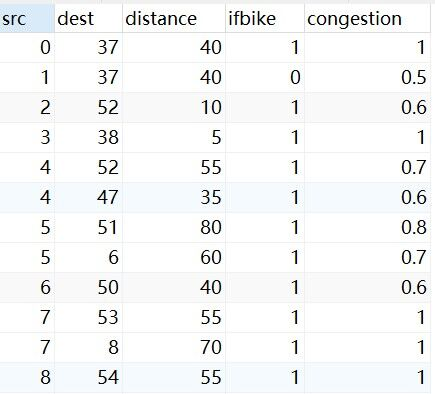 src dest distance ifbike congestion
0 37 40 1 1
1 37 40 0 0.5
2 52 10 1 0.6
3 38 5 1 1
4 52 55 1 0.7
4 47 35 1 0.6
5 51 80 1 0.8
5 6 60 1 0.7
6 50 40 1 0.6
7 53 55 1 1
7 8 70 1 1
8 54 55 1 1